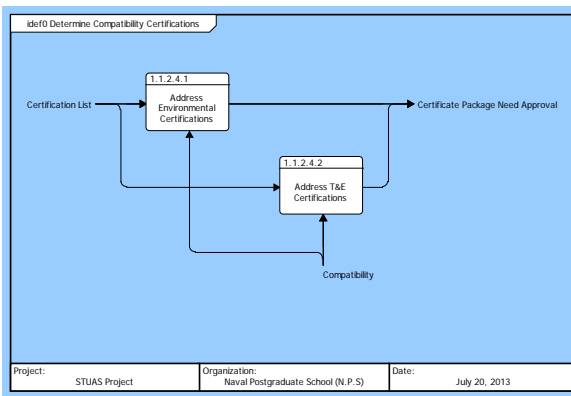 idef0 Determine Compatibility Certifications
1.1.2.4.1
Address
Environmental
Certifications
Certification List
Certificate Package Need Approval
1.1.2.4.2
Address T&E
Certifications
Compatibility
Project:
STUAS Project
Organization:
Naval Postgraduate School (N.P.S)
Date:
July 20, 2013